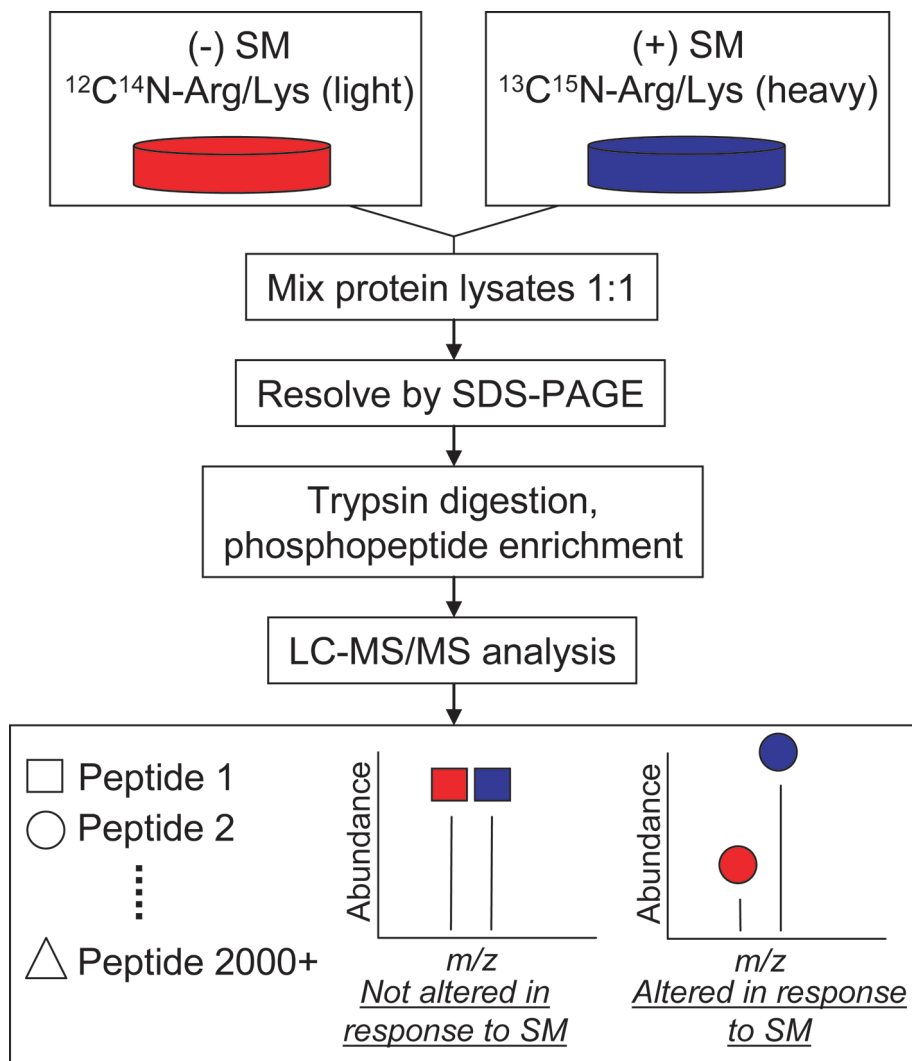 (-) SM
¹²C¹⁴N-Arg/Lys (light)
(+) SM
¹³C¹⁵N-Arg/Lys (heavy)
Mix protein lysates 1:1
Resolve by SDS-PAGE
Trypsin digestion,
phosphopeptide enrichment
LC-MS/MS analysis
Peptide 1
Peptide 2
Peptide 2000+
Abundance
m/z
Not altered in
response to SM
Abundance
m/z
Altered in response
to SM